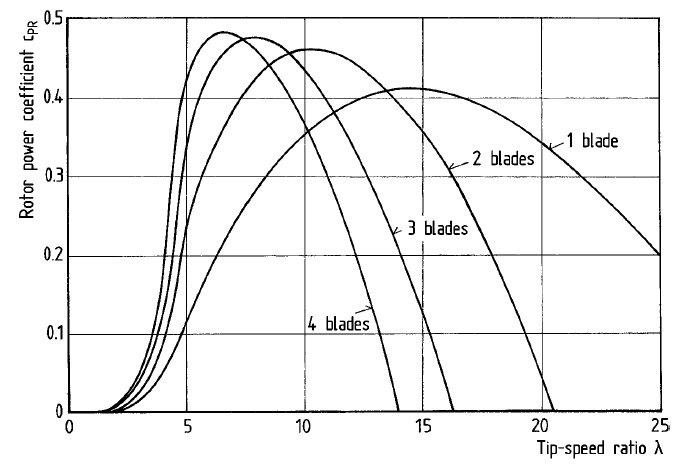 Rotor power coefficient cPR
0.5
0.4
0.3
0.2
0.1
0
1 blade
2 blades
3 blades
4 blades
0 5 10 15 20 25
Tip-speed ratio λ